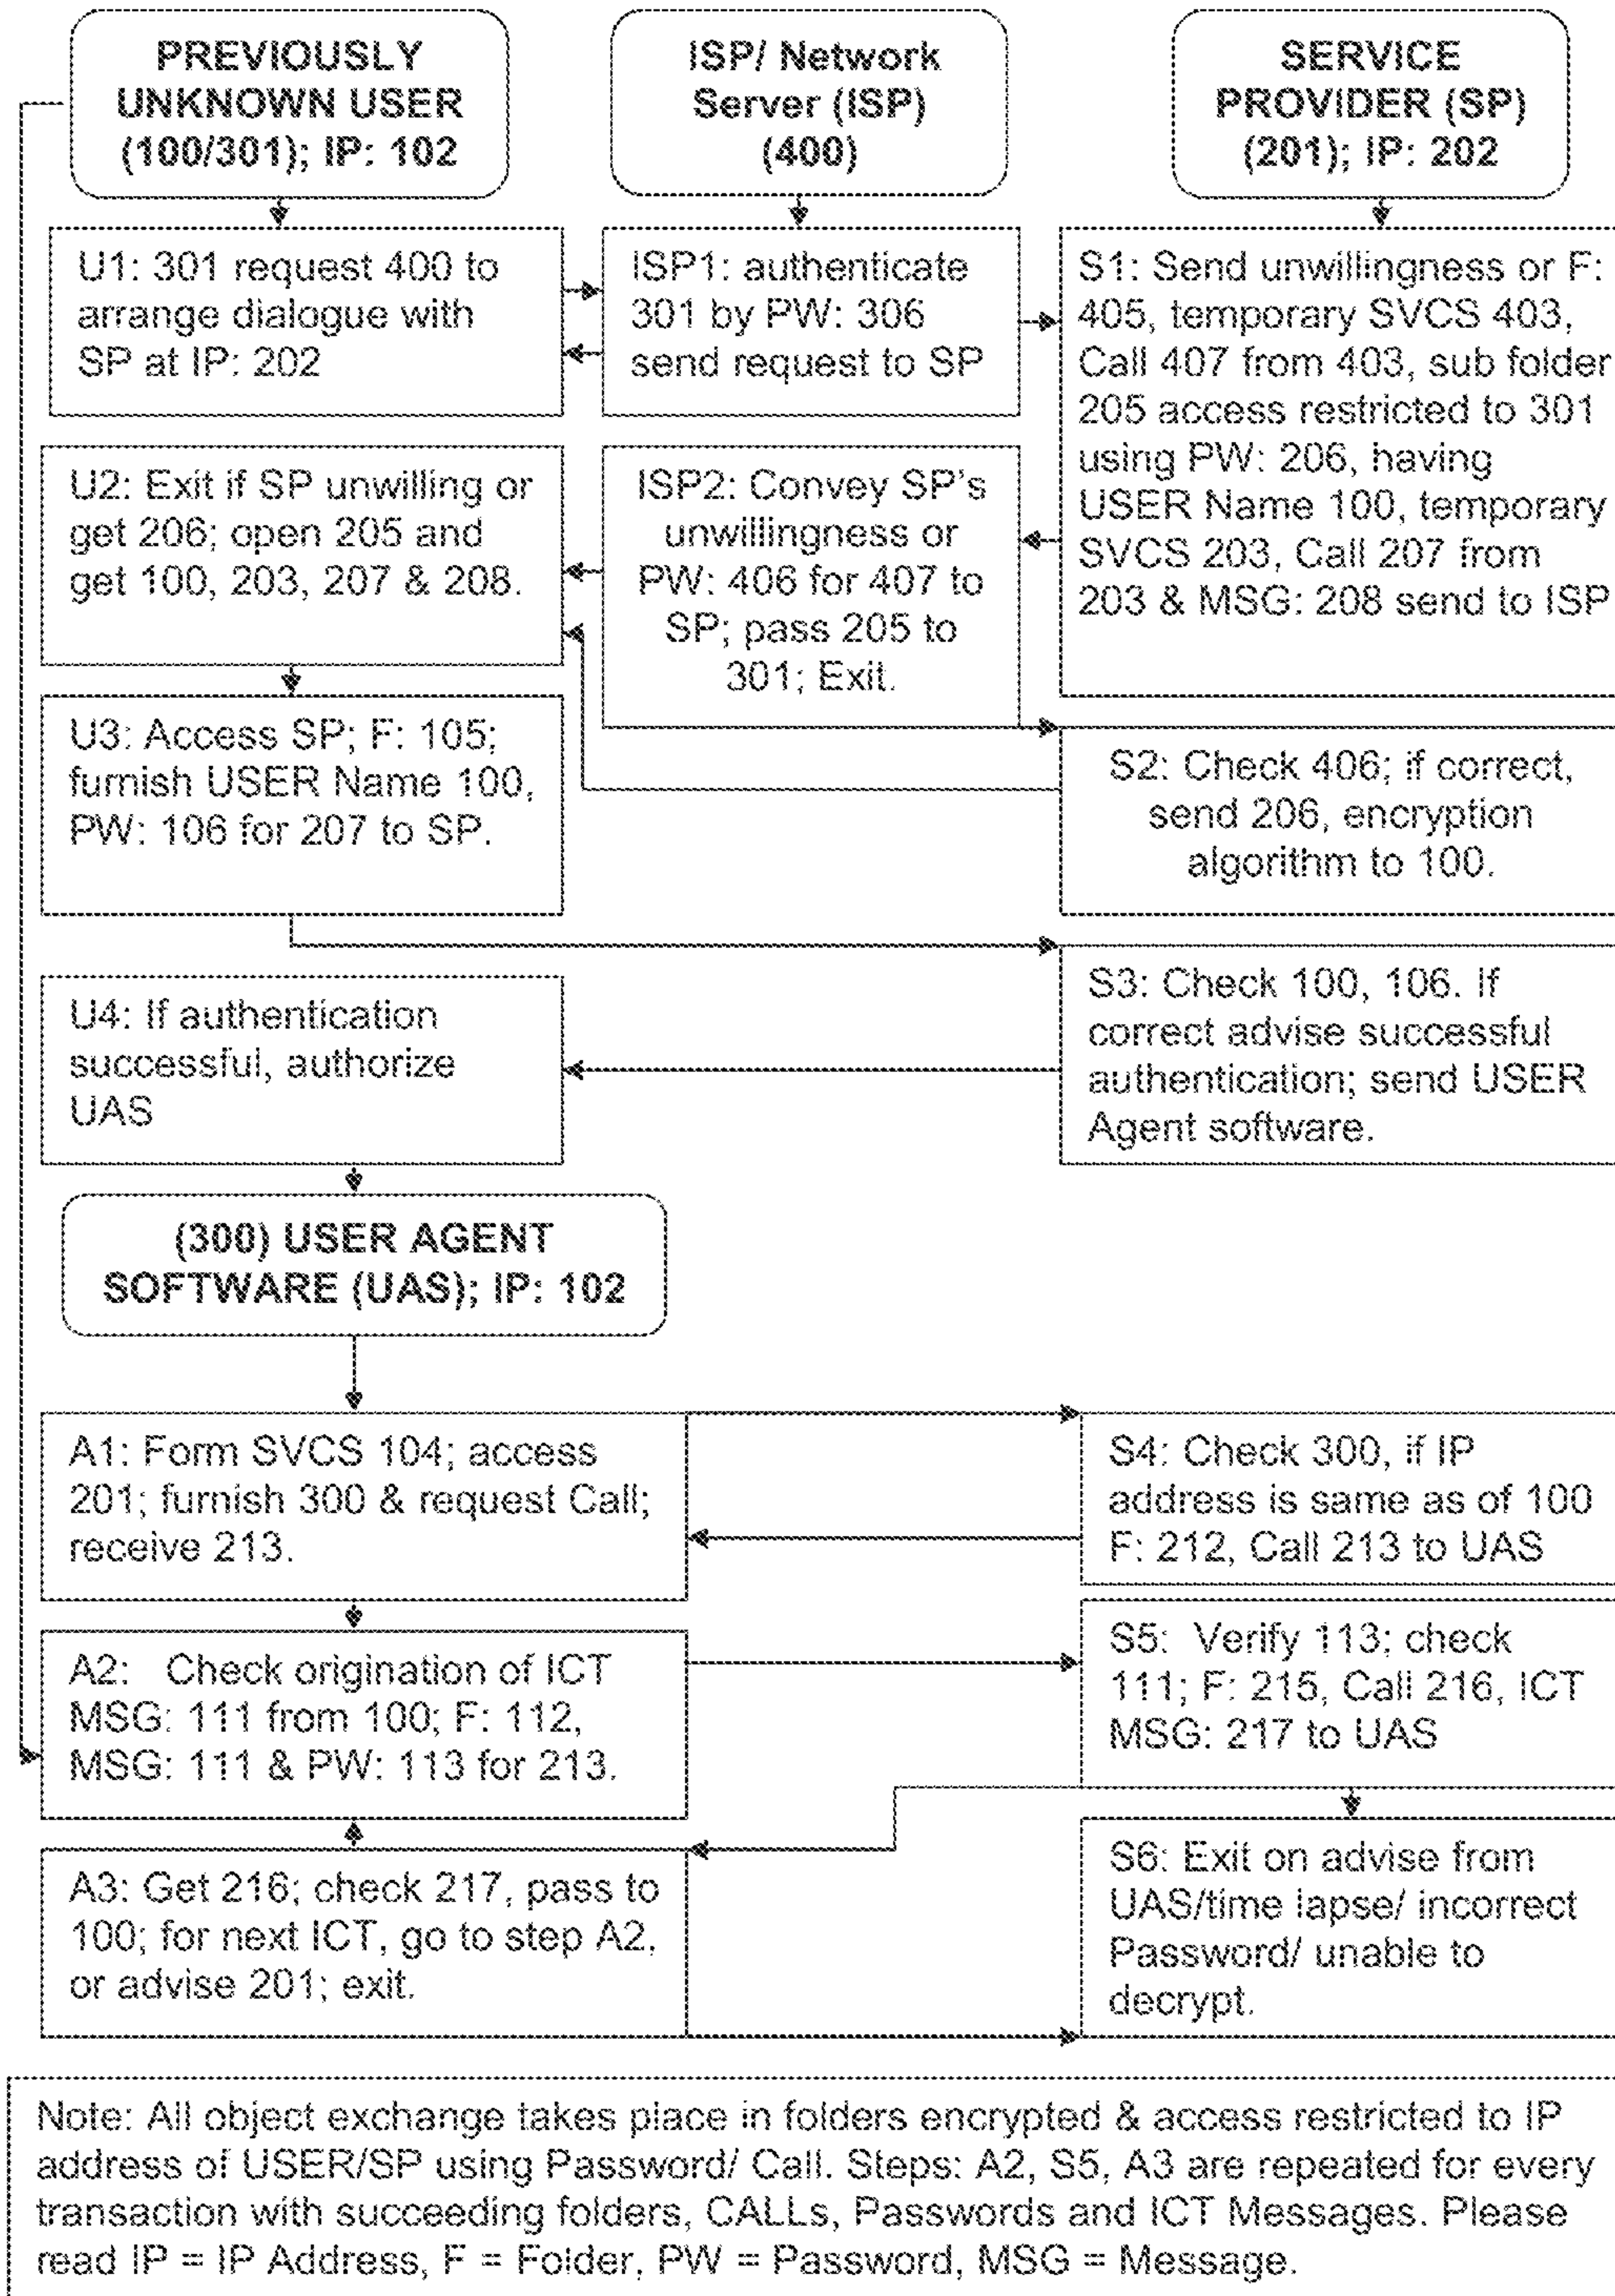 PREVIOUSLY
UNKNOWN USER
(100/301); IP: 102
ISP/ Network
Server (ISP)
(400)
SERVICE
PROVIDER (SP)
(201); IP: 202
U1: 301 request 400 to
arrange dialogue with
SP at IP: 202
ISP1: authenticate
301 by PW: 306
send request to SP
S1: Send unwillingness or F:
405, temporary SVCS 403,
Call 407 from 403, sub folder
205 access restricted to 301
using PW: 206, having
USER Name 100, temporary
SVCS 203, Call 207 from
203 & MSG: 208 send to ISP
U2: Exit if SP unwilling or
get 206; open 205 and
get 100, 203, 207 & 208.
ISP2: Convey SP's
unwillingness or
PW: 406 for 407 to
SP; pass 205 to
301; Exit.
U3: Access SP; F: 105;
furnish USER Name 100,
PW: 106 for 207 to SP.
S2: Check 406; if correct,
send 206, encryption
algorithm to 100.
U4: If authentication
successful, authorize
UAS
S3: Check 100, 106. If
correct advise successful
authentication; send USER
Agent software.
(300) USER AGENT
SOFTWARE (UAS); IP: 102
A1: Form SVCS 104; access
201; furnish 300 & request Call;
receive 213.
S4: Check 300, if IP
address is same as of 100
F: 212, Call 213 to UAS
A2: Check origination of ICT
MSG: 111 from 100; F: 112,
MSG: 111 & PW: 113 for 213.
S5: Verify 113; check
111; F: 215, Call 216, ICT
MSG: 217 to UAS
A3: Get 216; check 217, pass to
100; for next ICT, go to step A2,
or advise 201; exit.
S6: Exit on advise from
UAS/time lapse/ incorrect
Password/ unable to
decrypt.
Note: All object exchange takes place in folders encrypted & access restricted to IP
address of USER/SP using Password/ Call. Steps: A2, S5, A3 are repeated for every
transaction with succeeding folders, CALLs, Passwords and ICT Messages. Please
read IP = IP Address, F = Folder, PW = Password, MSG = Message.